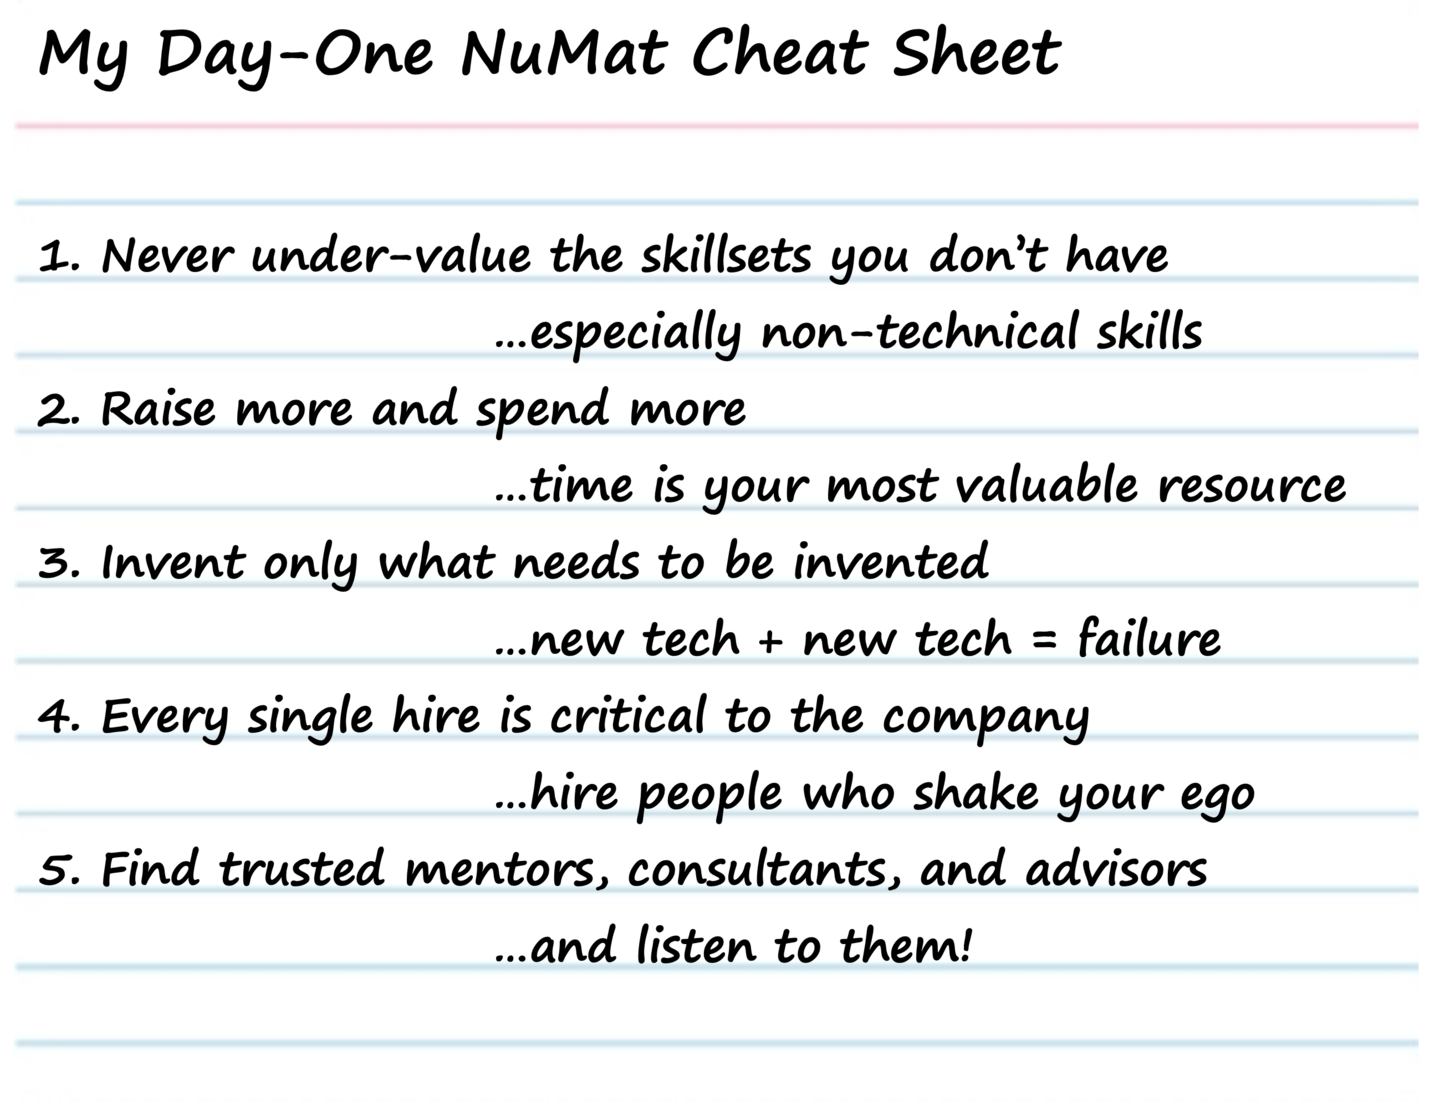 My Day-One NuMat Cheat Sheet
1. Never under-value the skillsets you don’t have
...especially non-technical skills
2. Raise more and spend more
...time is your most valuable resource
3. Invent only what needs to be invented
...new tech + new tech = failure
4. Every single hire is critical to the company
...hire people who shake your ego
5. Find trusted mentors, consultants, and advisors
...and listen to them!